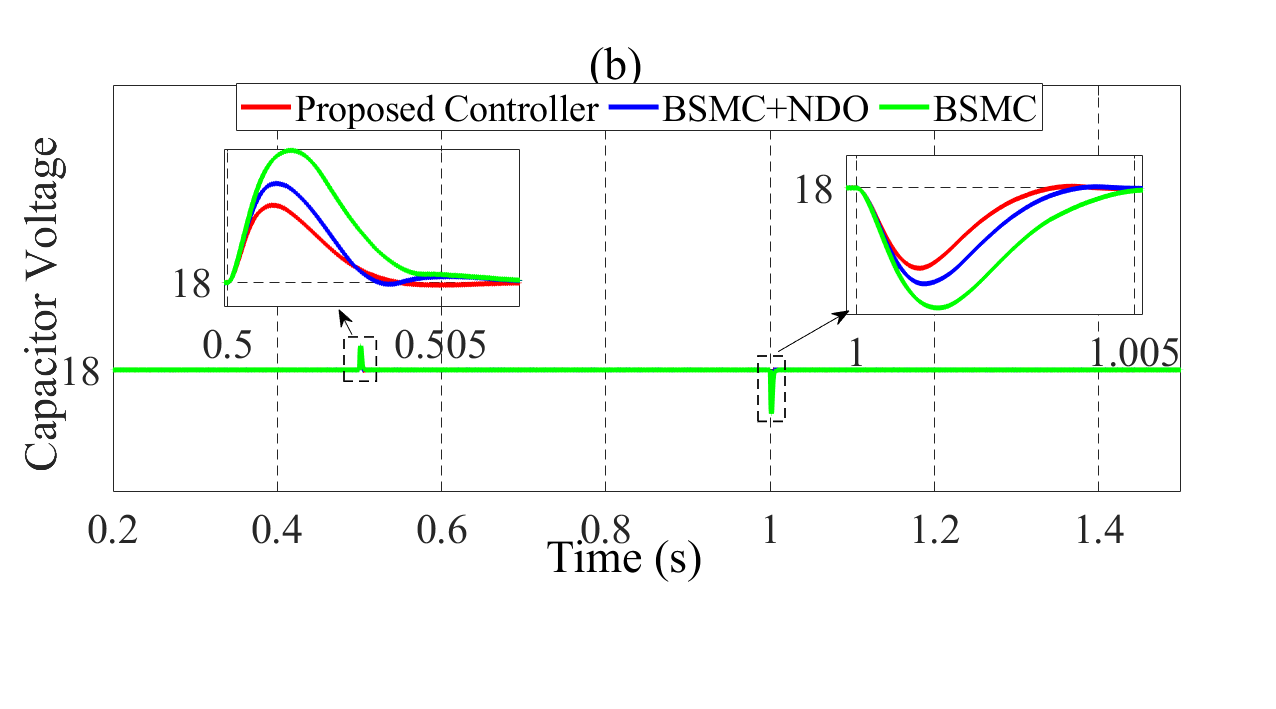 (b)
Proposed Controller BSMC+NDO BSMC
Capacitor Voltage
18
0.5 0.505
18
1 1.005
18
0.2 0.4 0.6 0.8 1 1.2 1.4
Time (s)